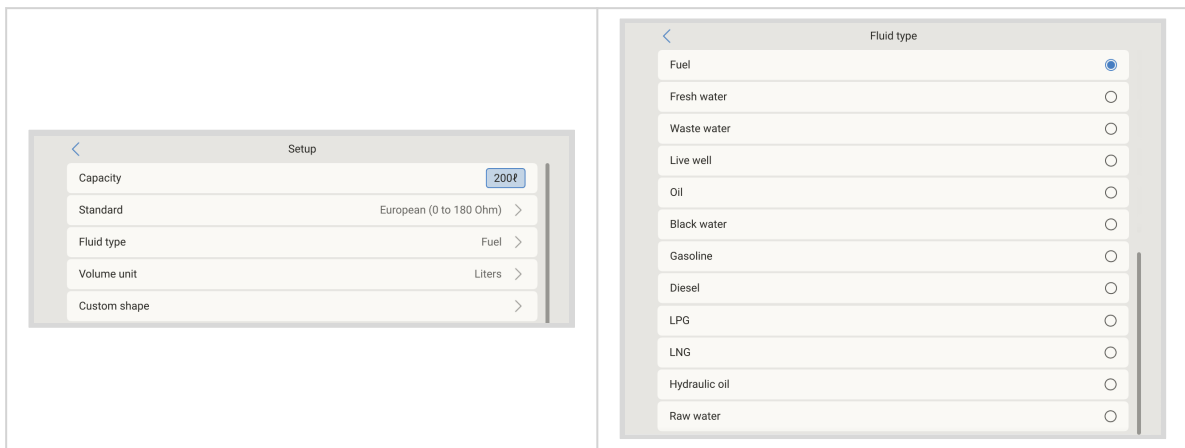 Setup
Capacity 200ℓ
Standard European (0 to 180 Ohm)
Fluid type Fuel
Volume unit Liters
Custom shape
Fluid type
Fuel
Fresh water
Waste water
Live well
Oil
Black water
Gasoline
Diesel
LPG
LNG
Hydraulic oil
Raw water